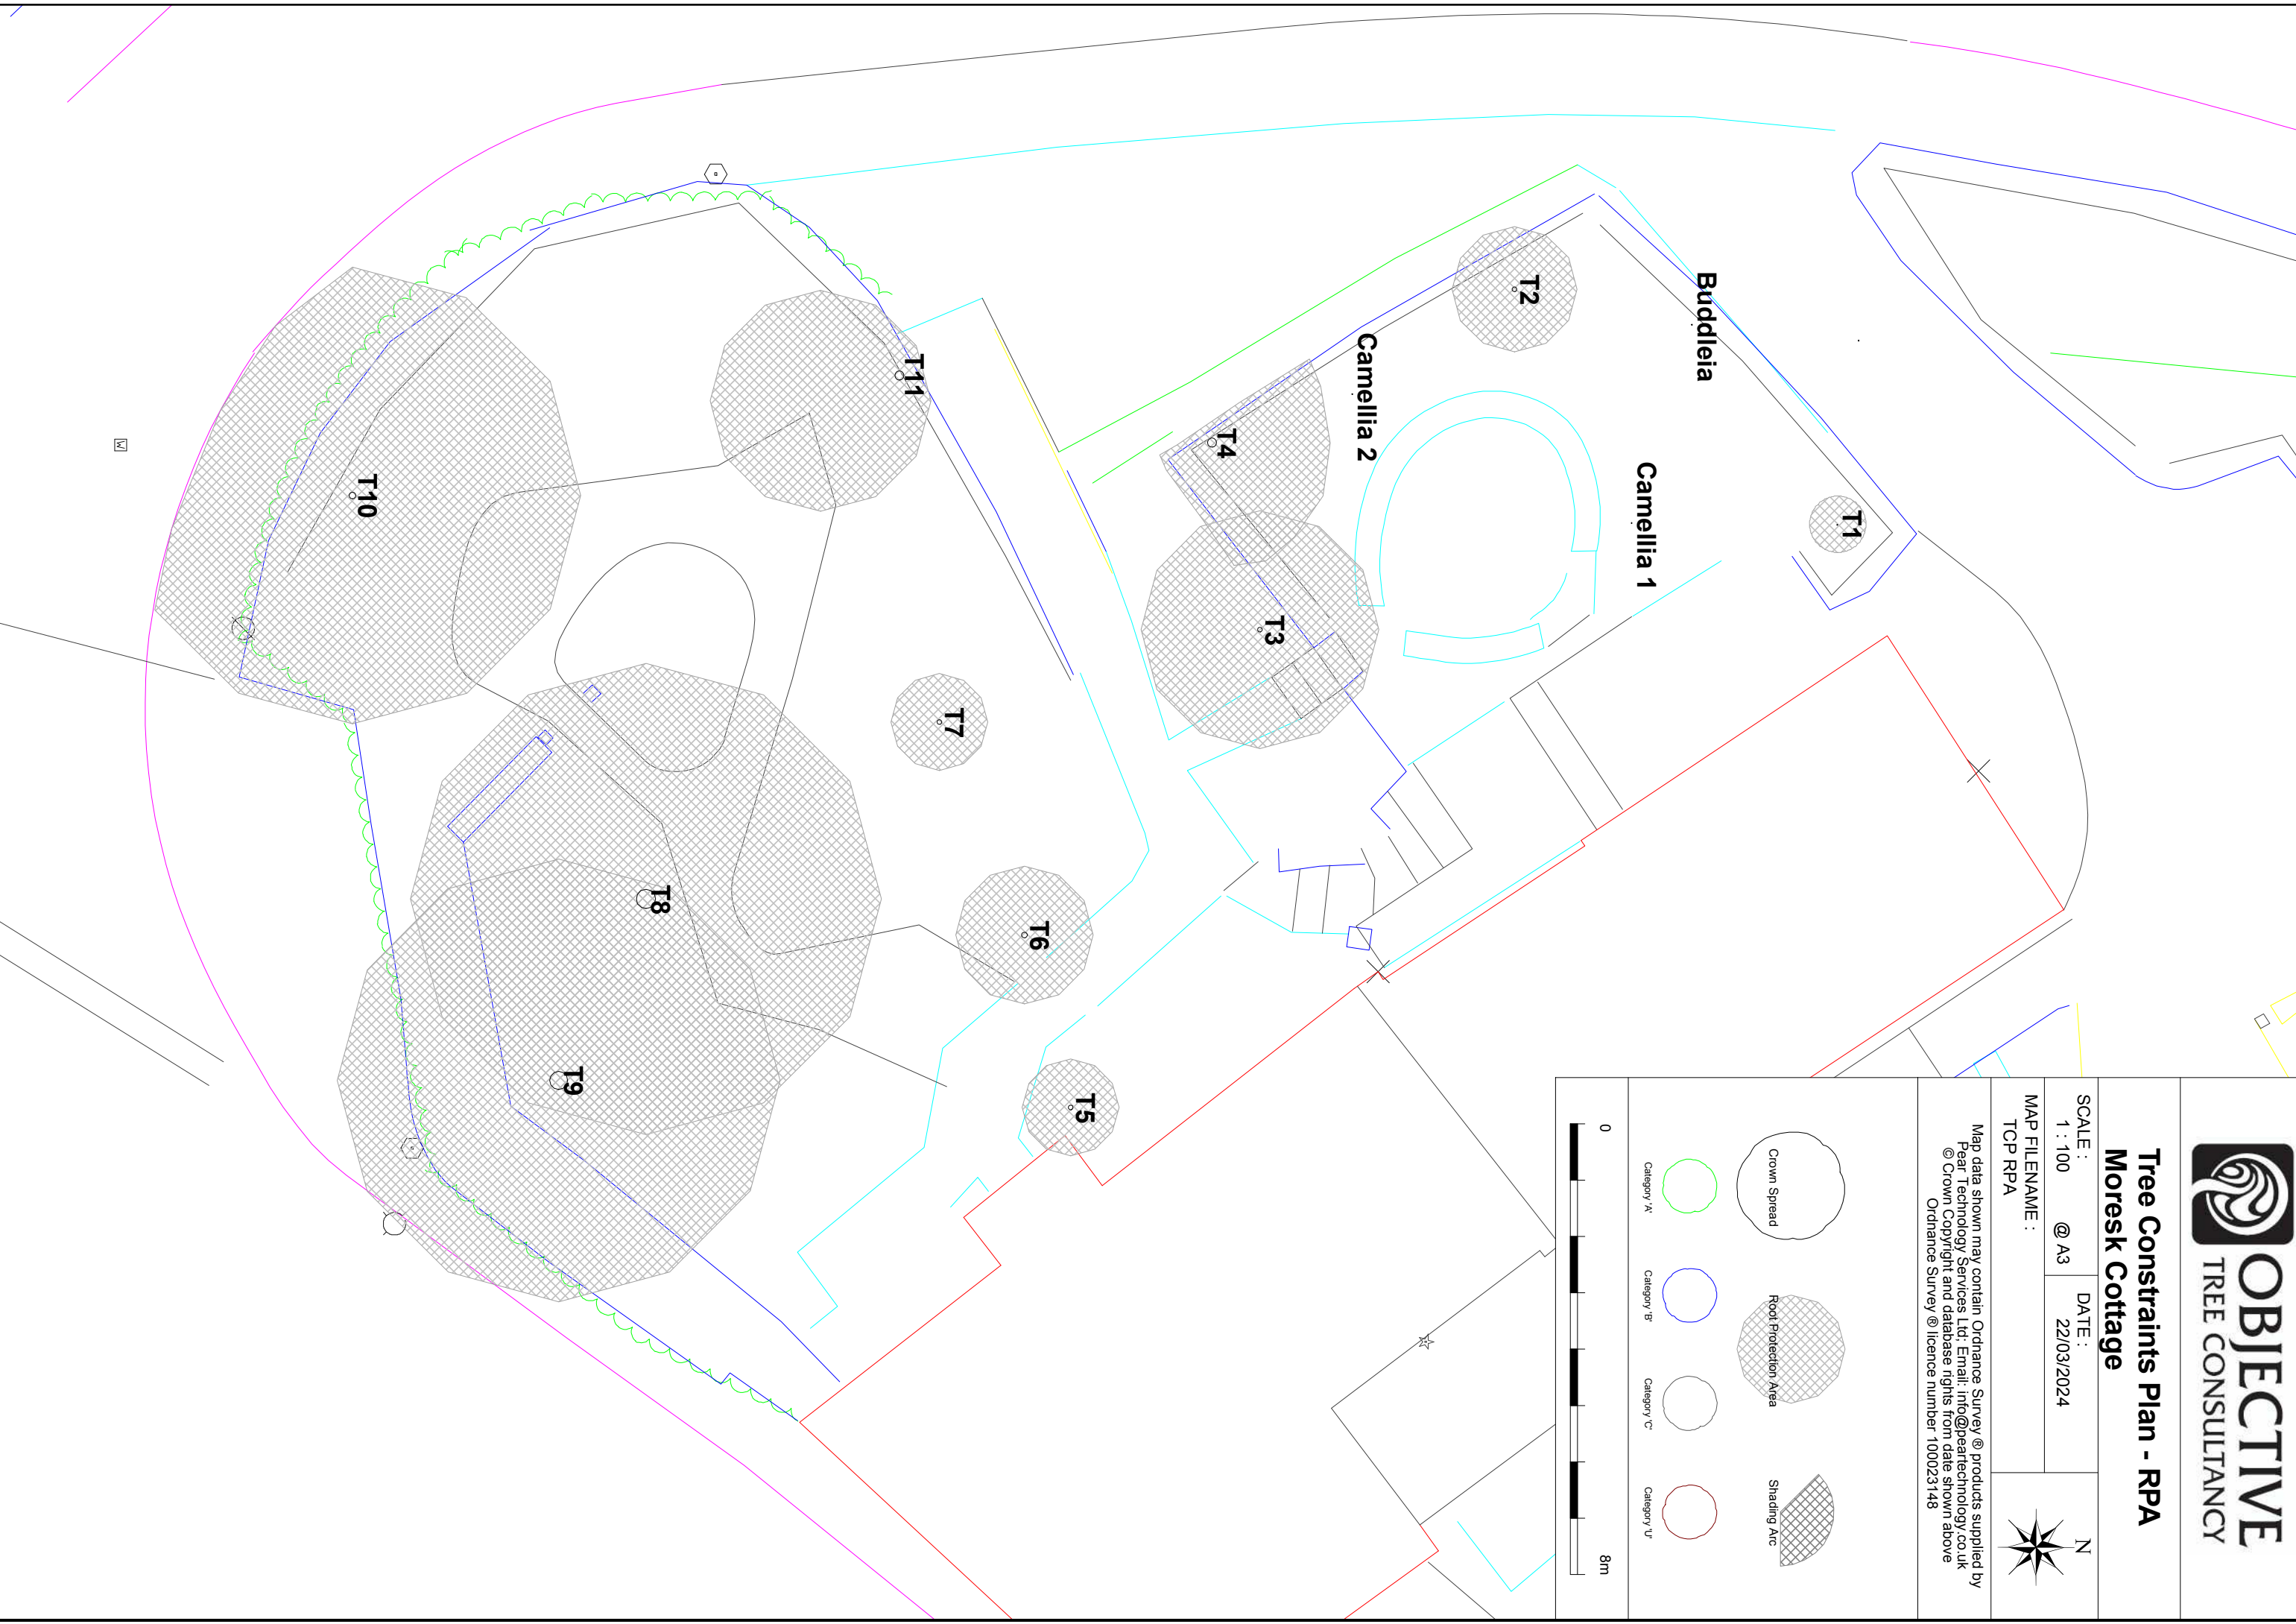 OBJECTIVE
TREE CONSULTANCY
Tree Constraints Plan - RPA
Moresk Cottage
SCALE :
1 : 100 @ A3
DATE :
22/03/2024
MAP FILENAME :
TCP RPA
N
Map data shown may contain Ordnance Survey ® products supplied by
Pear Technology Services Ltd; Email: info@peartechnology.co.uk
© Crown Copyright and database rights from date shown above
Ordnance Survey ® licence number 100023148
Crown Spread
Root Protection Area
Shading Arc
Category 'A'
Category 'B'
Category 'C'
Category 'U'
0
8m
T1
Buddleia
Camellia 1
T2
Camellia 2
T4
T3
T11
T7
T6
T5
T10
T8
T9
W